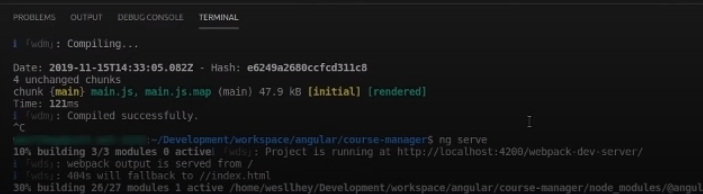 PROBLEMS OUTPUT DEBUG CONSOLE TERMINAL
i ｢wdm｣: Compiling...
Date: 2019-11-15T14:33:05.082Z - Hash: e6249a2680ccfcd311c8
4 unchanged chunks
chunk {main} main.js, main.js.map (main) 47.9 kB [initial] [rendered]
Time: 121ms
i ｢wdm｣: Compiled successfully.
^C
:~/Development/workspace/angular/course-manager$ ng serve
10% building 3/3 modules 0 activei ｢wds｣: Project is running at http://localhost:4200/webpack-dev-server/
i ｢wds｣: webpack output is served from /
i ｢wds｣: 404s will fallback to //index.html
30% building 26/27 modules 1 active /home/wesllhey/Development/workspace/angular/course-manager/node_modules/@angul